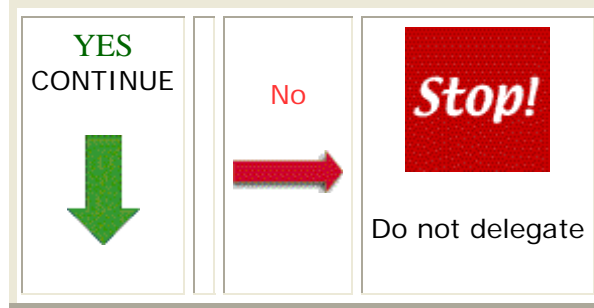 YES
CONTINUE
No
Stop!
Do not delegate